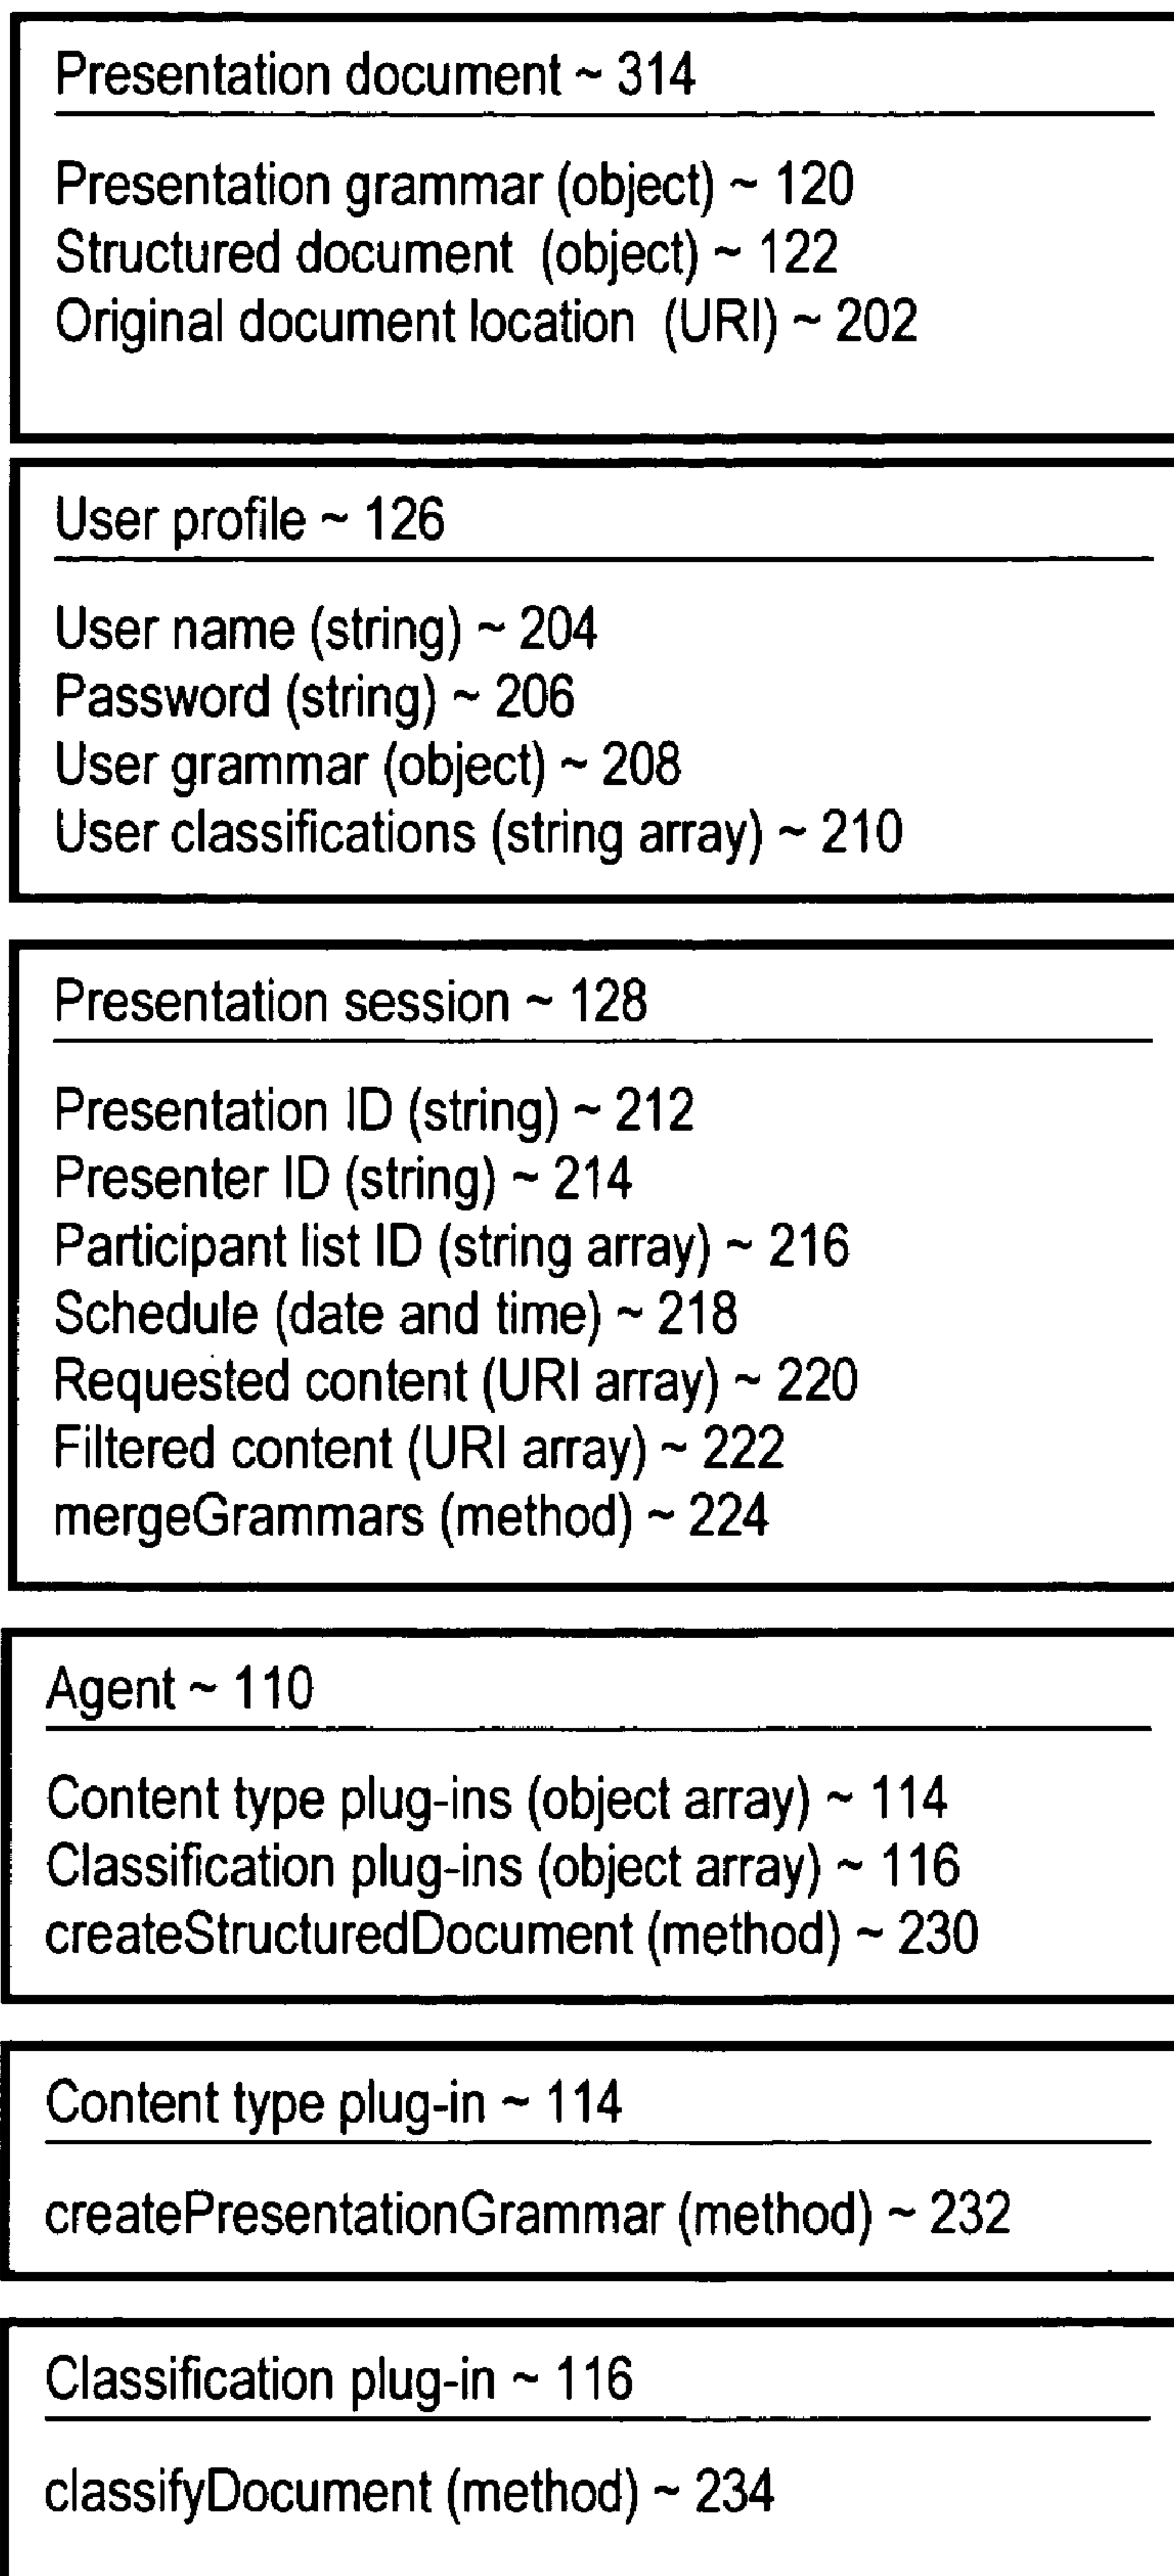 Presentation document ~ 314
Presentation grammar (object) ~ 120
Structured document (object) ~ 122
Original document location (URI) ~ 202
User profile ~ 126
User name (string) ~ 204
Password (string) ~ 206
User grammar (object) ~ 208
User classifications (string array) ~ 210
Presentation session ~ 128
Presentation ID (string) ~ 212
Presenter ID (string) ~ 214
Participant list ID (string array) ~ 216
Schedule (date and time) ~ 218
Requested content (URI array) ~ 220
Filtered content (URI array) ~ 222
mergeGrammars (method) ~ 224
Agent ~ 110
Content type plug-ins (object array) ~ 114
Classification plug-ins (object array) ~ 116
createStructuredDocument (method) ~ 230
Content type plug-in ~ 114
createPresentationGrammar (method) ~ 232
Classification plug-in ~ 116
classifyDocument (method) ~ 234